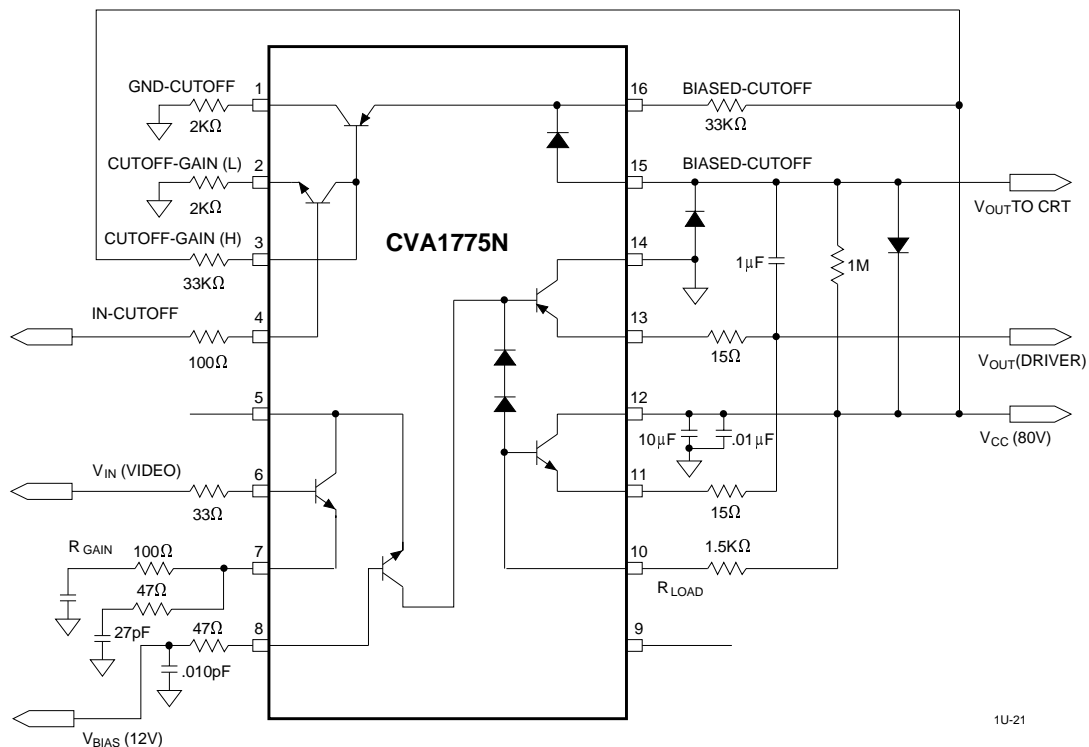 GND-CUTOFF
1
2KΩ
CUTOFF-GAIN (L)
2
2KΩ
CUTOFF-GAIN (H)
3
33KΩ
IN-CUTOFF
4
100Ω
5
V_IN (VIDEO)
6
33Ω
R_GAIN
100Ω
7
47Ω
27pF
47Ω
8
.010pF
V_BIAS (12V)
CVA1775N
16
BIASED-CUTOFF
33KΩ
15
BIASED-CUTOFF
V_OUT TO CRT
14
1μF
1M
13
15Ω
V_OUT (DRIVER)
12
10μF
.01μF
V_CC (80V)
11
15Ω
1.5KΩ
10
R_LOAD
9
1U-21